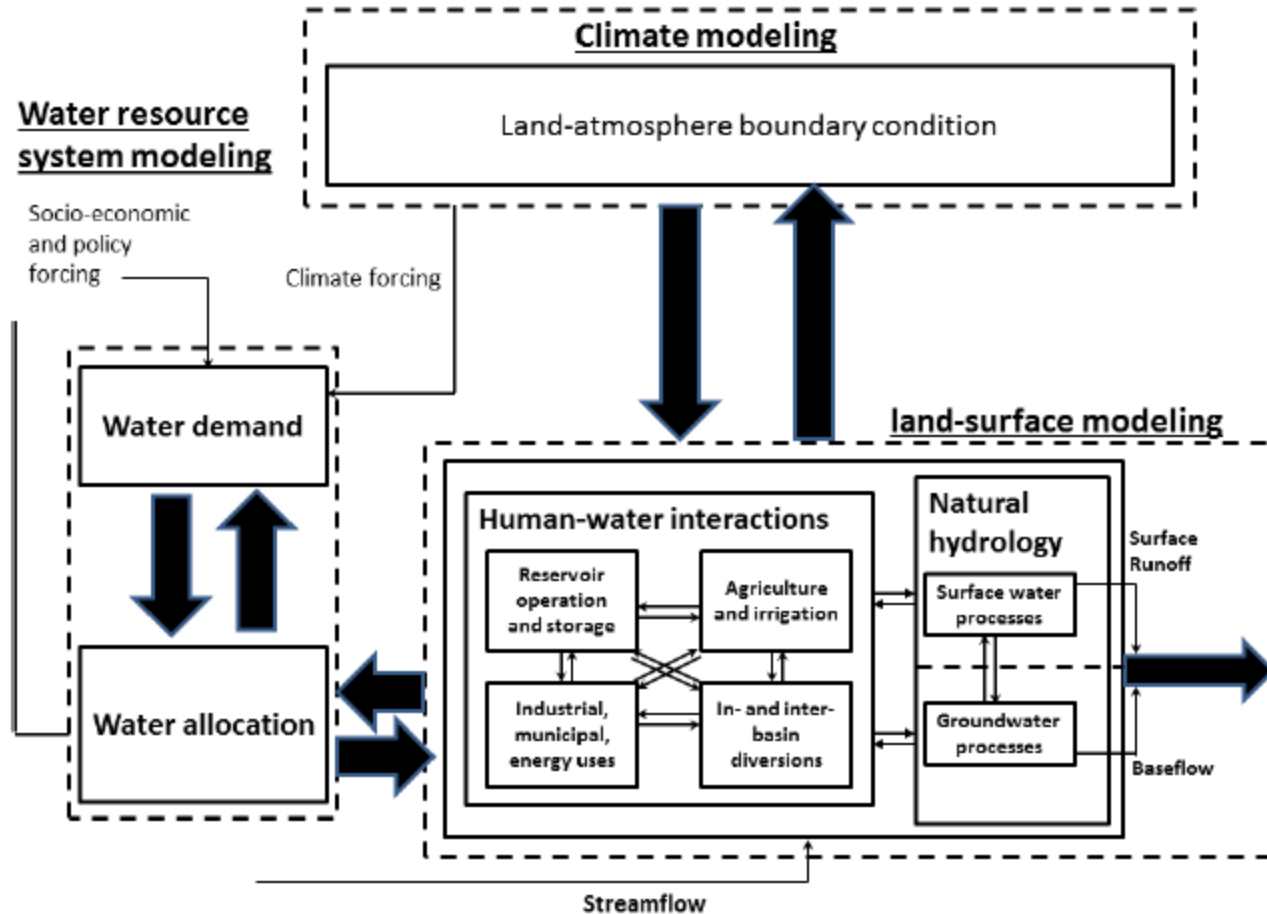 Climate modeling
Land-atmosphere boundary condition
Water resource
system modeling
Socio-economic
and policy
forcing
Climate forcing
Water demand
Water allocation
land-surface modeling
Human-water interactions
Reservoir
operation
and storage
Agriculture
and irrigation
Industrial,
municipal,
energy uses
In- and inter-
basin
diversions
Natural
hydrology
Surface water
processes
Groundwater
processes
Surface
Runoff
Baseflow
Streamflow